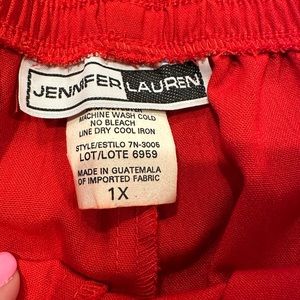 JENNIFER LAUREN
MACHINE WASH COLD
NO BLEACH
LINE DRY COOL IRON
STYLE/ESTILO 7N-3006
LOT/LOTE 6959
MADE IN GUATEMALA
OF IMPORTED FABRIC
1X